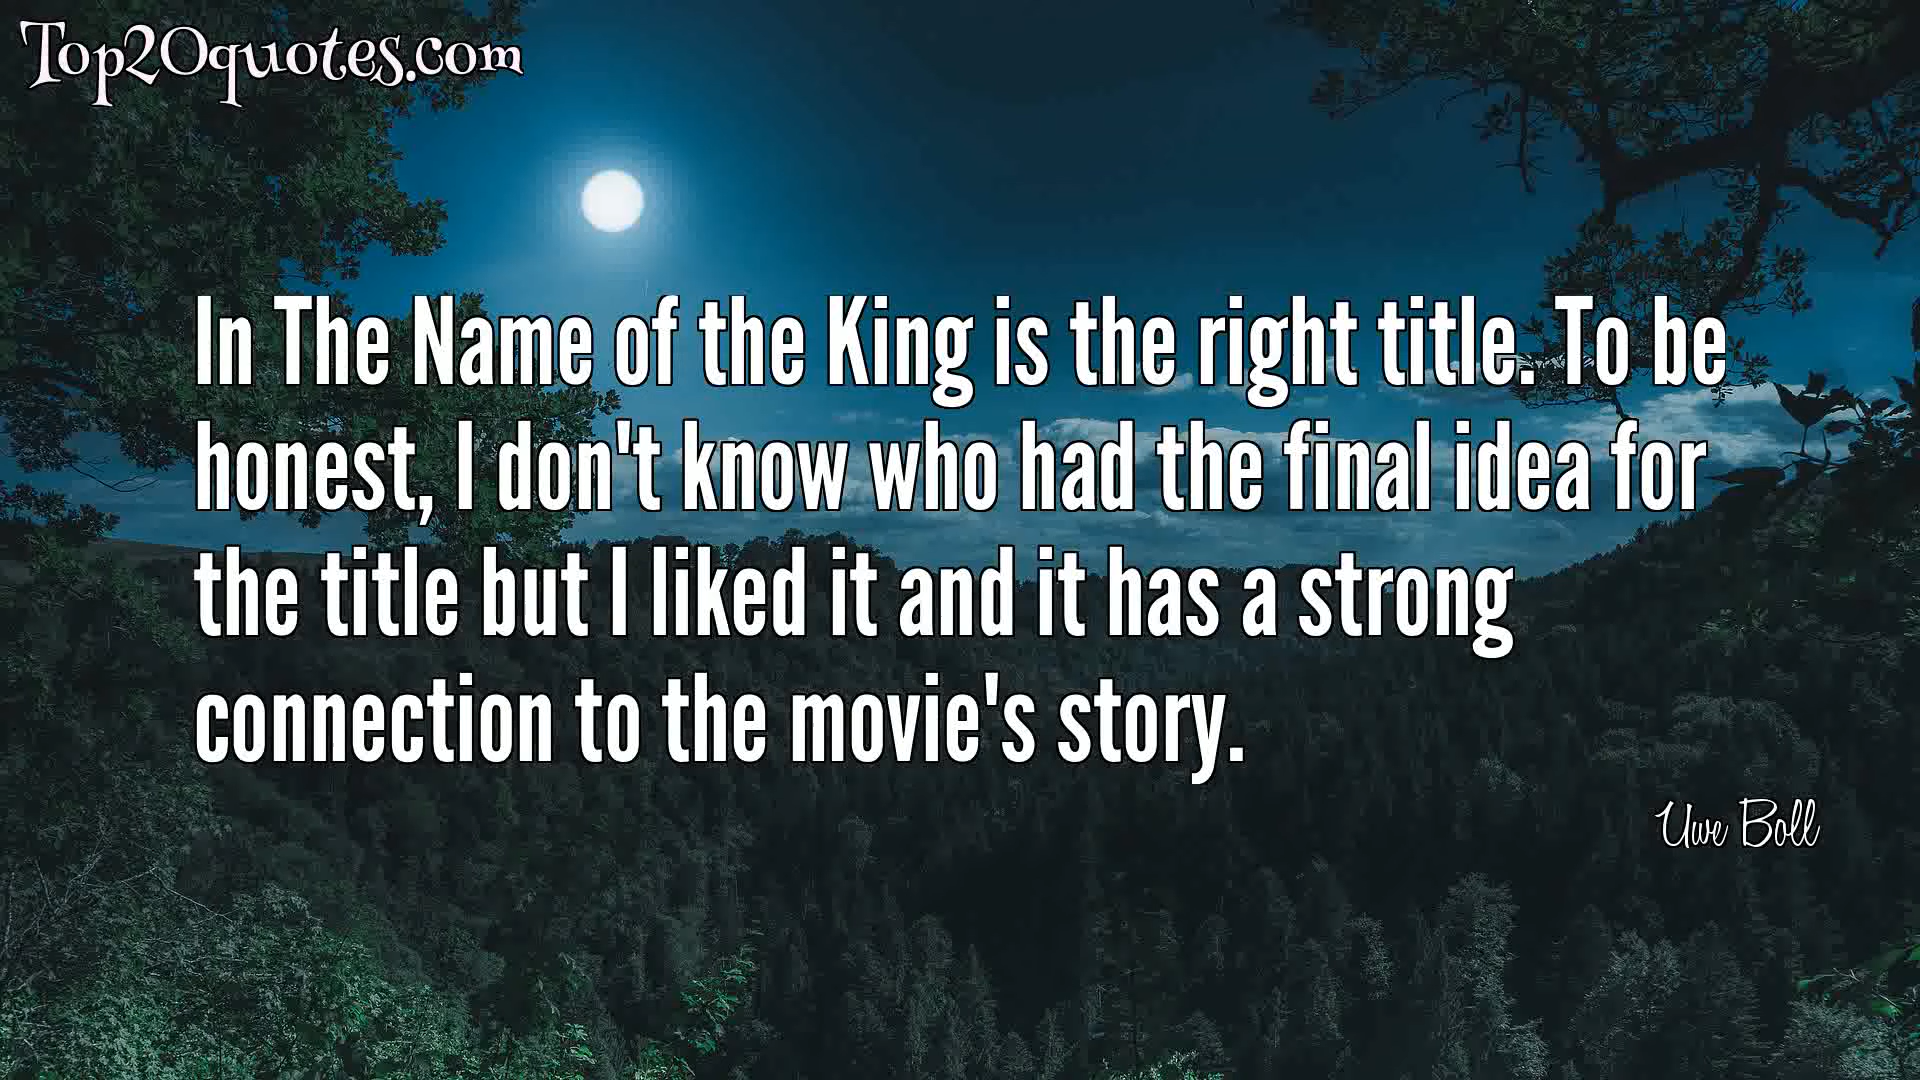 Top20quotes.com
In The Name of the King is the right title. To be
honest, I don't know who had the final idea for
the title but I liked it and it has a strong
connection to the movie's story.
Uwe Boll